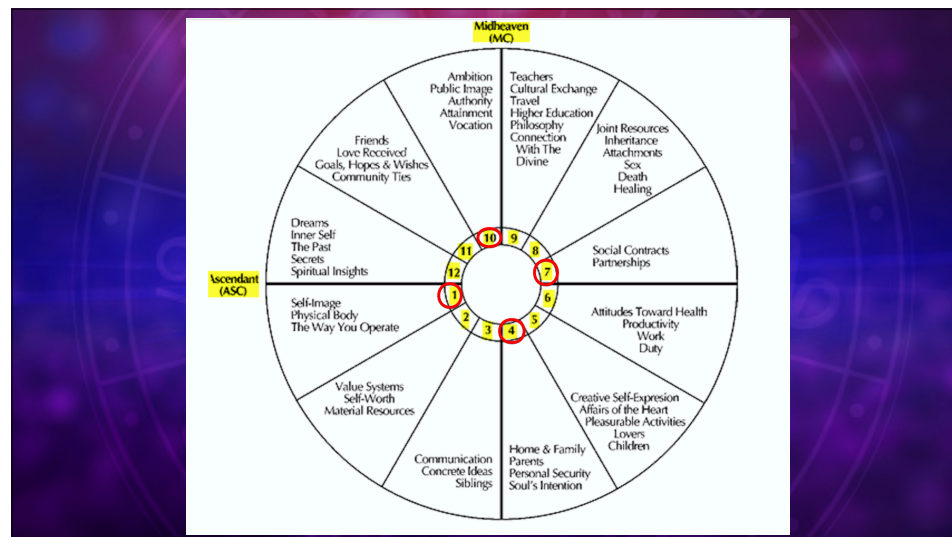 Midheaven
(MC)
Ambition
Public Image
Authority
Attainment
Vocation
Teachers
Cultural Exchange
Travel
Higher Education
Philosophy
Connection
With The
Divine
Joint Resources
Inheritance
Attachments
Sex
Death
Healing
Friends
Love Received
Goals, Hopes & Wishes
Community Ties
Dreams
Inner Self
The Past
Secrets
Spiritual Insights
Social Contracts
Partnerships
10
9
11
8
12
7
1
6
2
5
3
4
Ascendant
(ASC)
Self-Image
Physical Body
The Way You Operate
Attitudes Toward Health
Productivity
Work
Duty
Value Systems
Self-Worth
Material Resources
Creative Self-Expresion
Affairs of the Heart
Pleasurable Activities
Lovers
Children
Communication
Concrete Ideas
Siblings
Home & Family
Parents
Personal Security
Soul's Intention